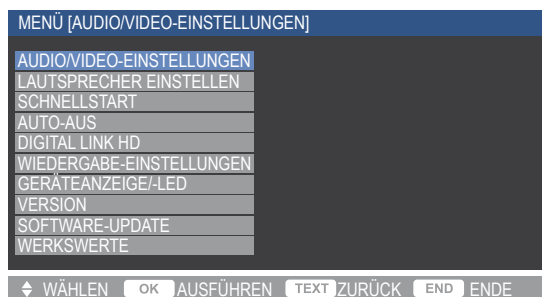 MENÜ [AUDIO/VIDEO-EINSTELLUNGEN]
AUDIO/VIDEO-EINSTELLUNGEN
LAUTSPRECHER EINSTELLEN
SCHNELLSTART
AUTO-AUS
DIGITAL LINK HD
WIEDERGABE-EINSTELLUNGEN
GERÄTEANZEIGE/-LED
VERSION
SOFTWARE-UPDATE
WERKSWERTE
WÄHLEN OK AUSFÜHREN TEXT ZURÜCK END ENDE